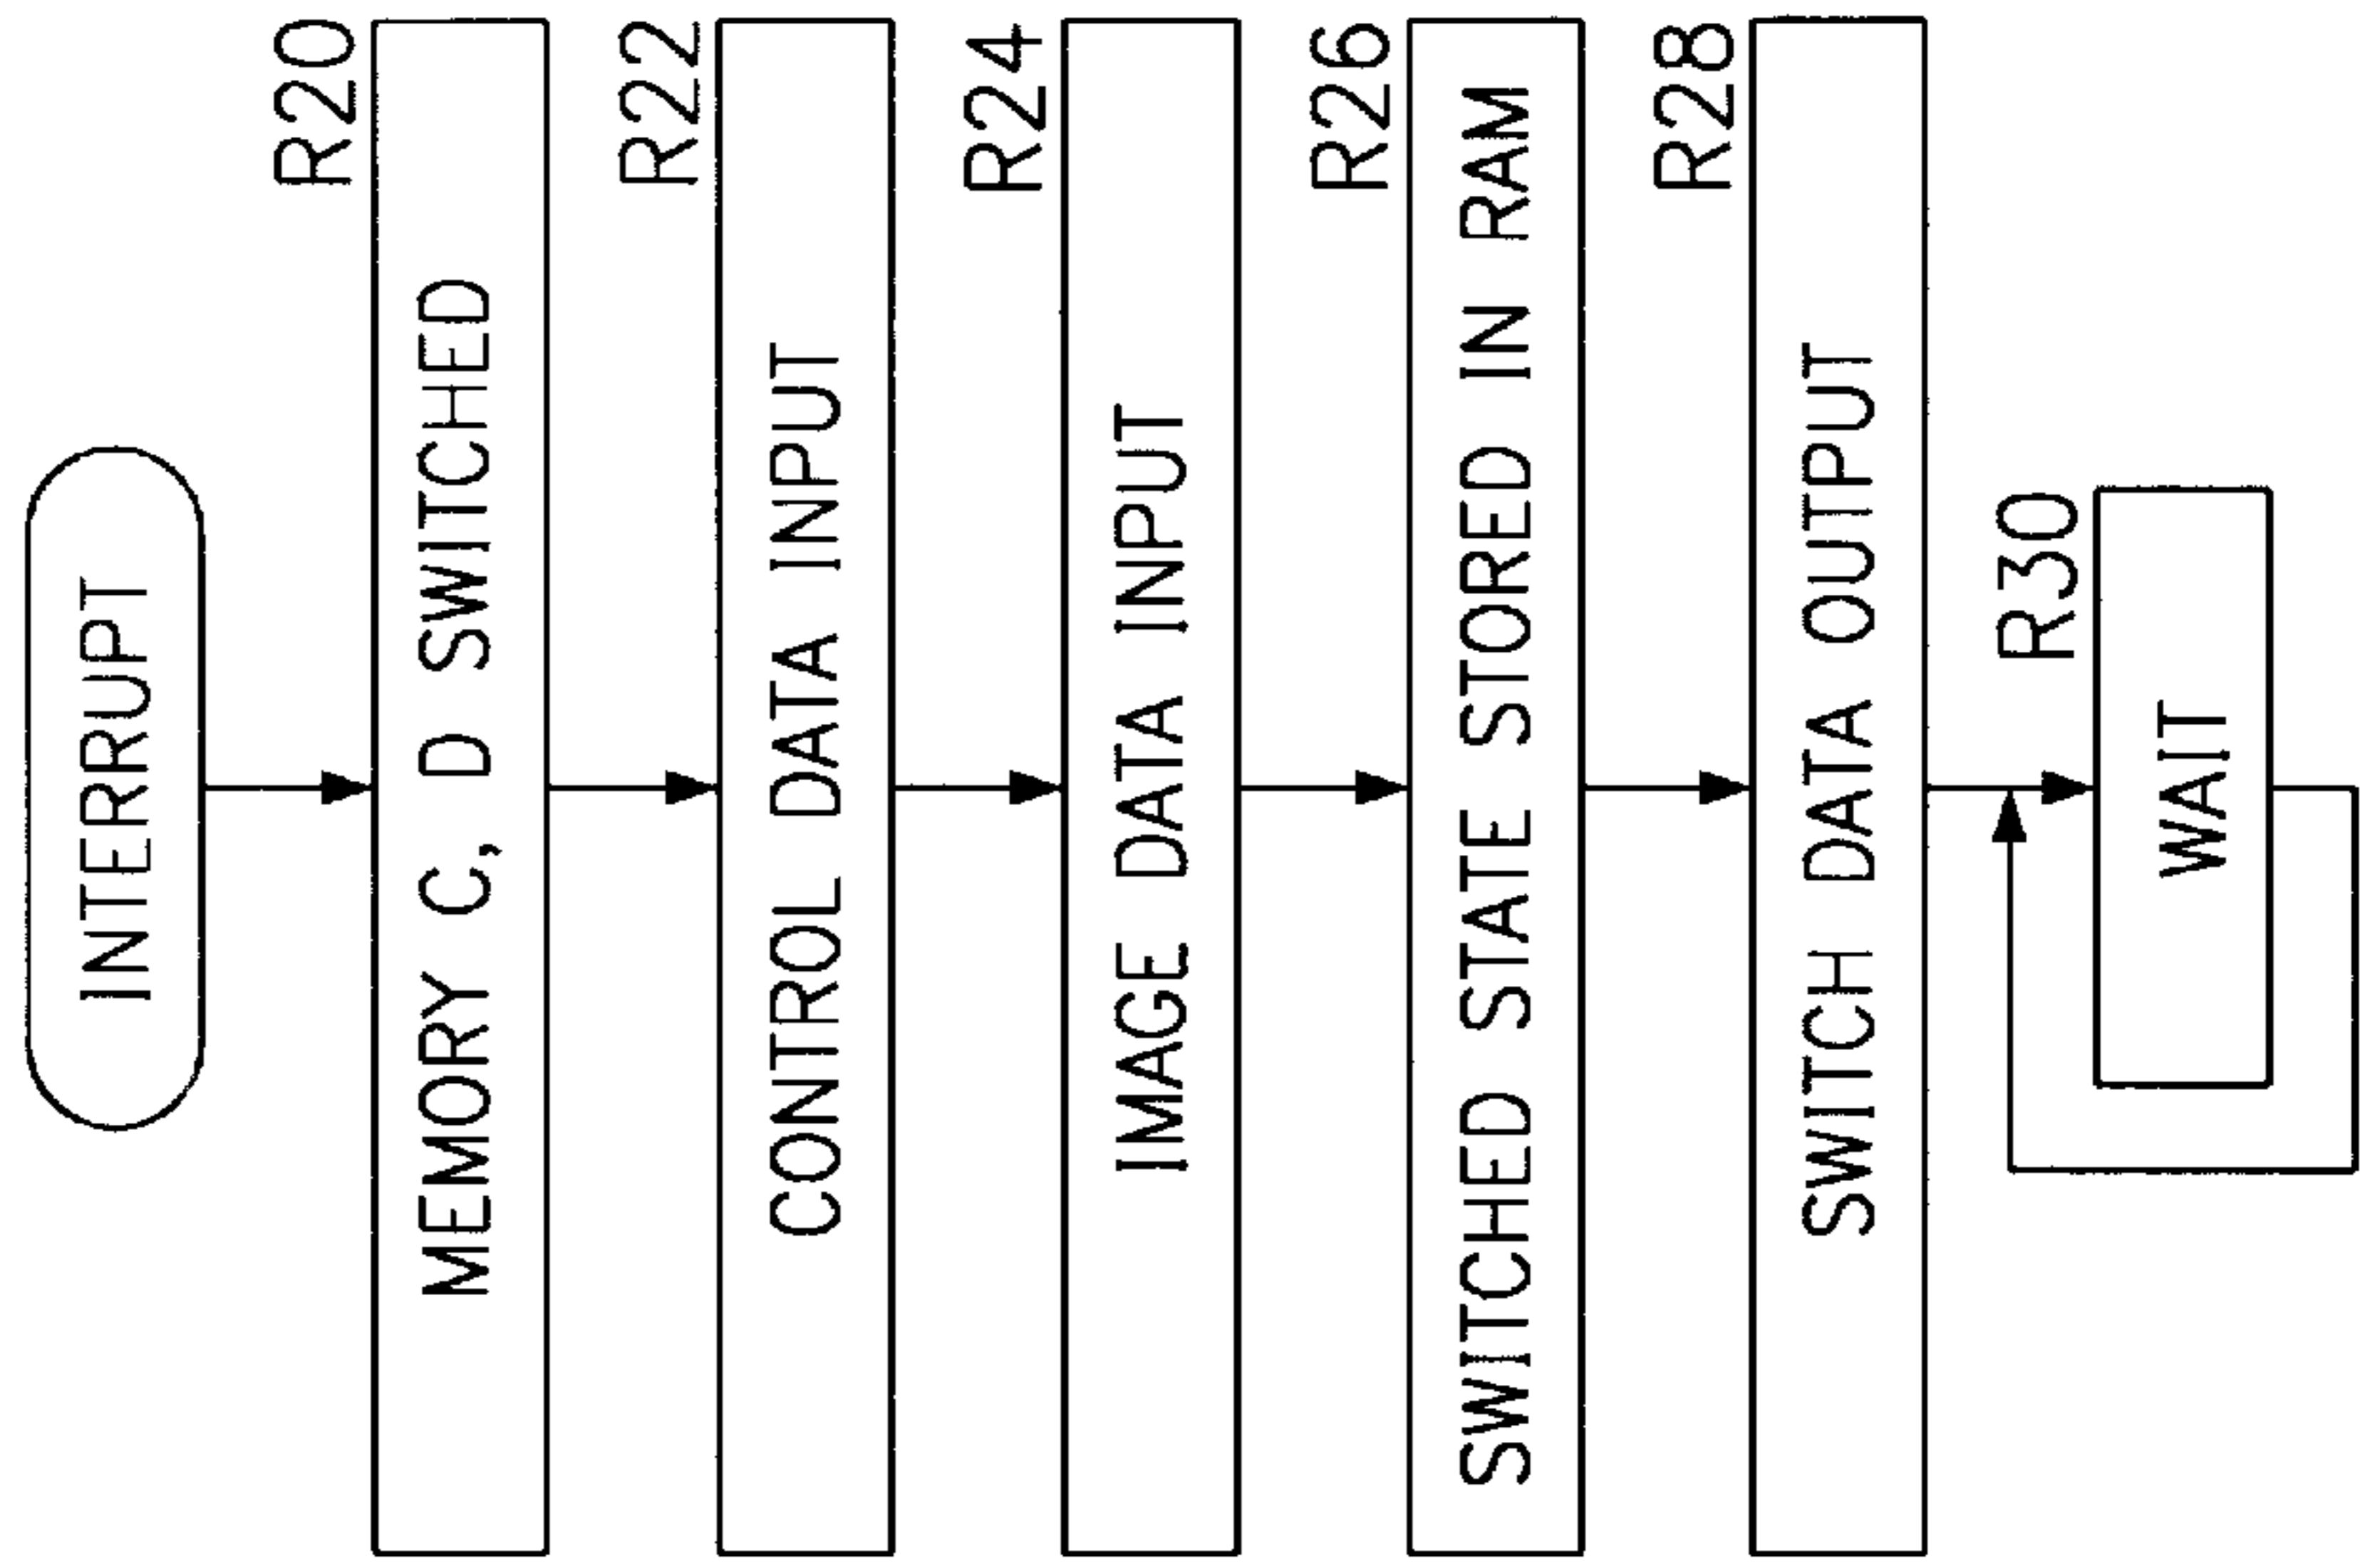 INTERRUPT
R20
MEMORY C, D SWITCHED
R22
CONTROL DATA INPUT
R24
IMAGE DATA INPUT
R26
SWITCHED STATE STORED IN RAM
R28
SWITCH DATA OUTPUT
R30
WAIT